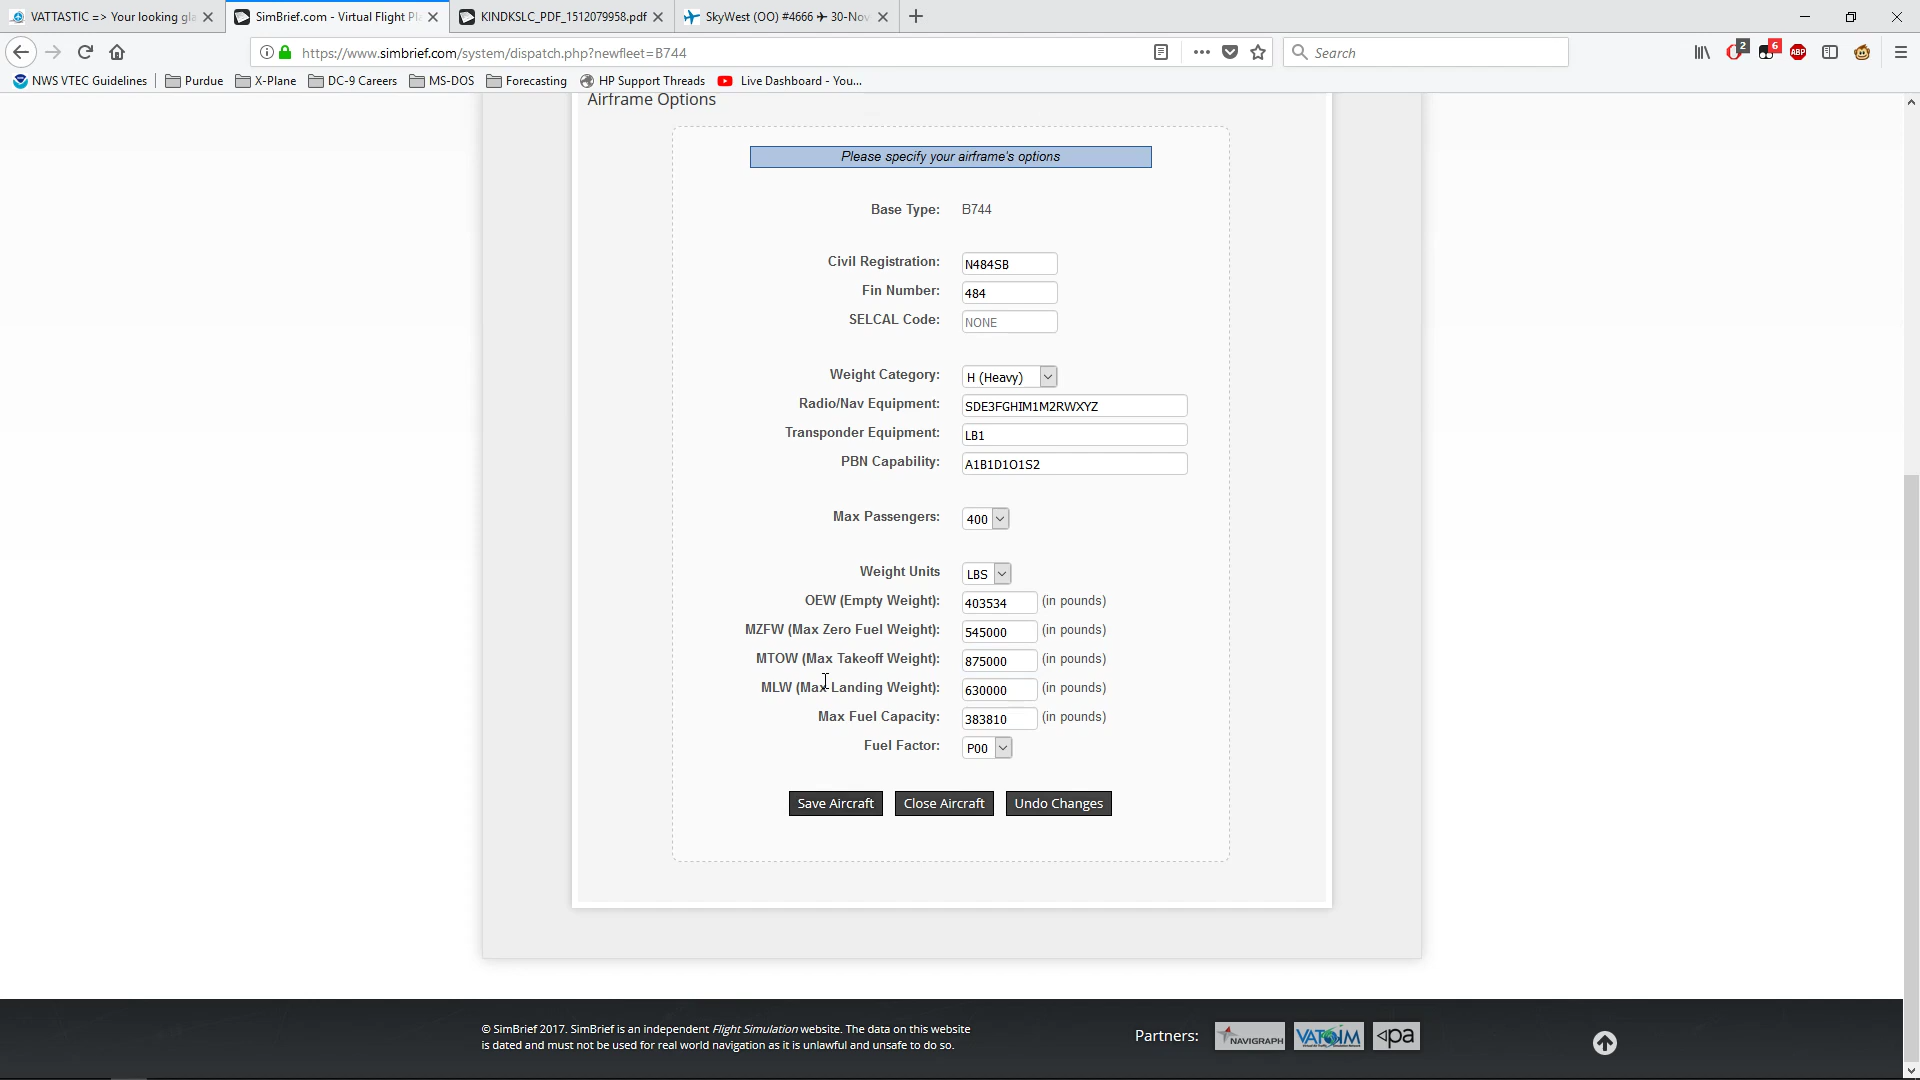 VATTASTIC => Your looking gla
SimBrief.com - Virtual Flight Pl
KINDKSLC_PDF_1512079958.pdf
SkyWest (OO) #4666 ✈ 30-Nov
https://www.simbrief.com/system/dispatch.php?newfleet=B744
Search
2
6
ABP
NWS VTEC Guidelines
Purdue
X-Plane
DC-9 Careers
MS-DOS
Forecasting
HP Support Threads
Live Dashboard - You...
Airframe Options
Please specify your airframe's options
Base Type: B744
Civil Registration: N484SB
Fin Number: 484
SELCAL Code: NONE
Weight Category: H (Heavy)
Radio/Nav Equipment: SDE3FGHIM1M2RWXYZ
Transponder Equipment: LB1
PBN Capability: A1B1D1O1S2
Max Passengers: 400
Weight Units LBS
OEW (Empty Weight): 403534 (in pounds)
MZFW (Max Zero Fuel Weight): 545000 (in pounds)
MTOW (Max Takeoff Weight): 875000 (in pounds)
MLW (Max Landing Weight): 630000 (in pounds)
Max Fuel Capacity: 383810 (in pounds)
Fuel Factor: P00
Save Aircraft
Close Aircraft
Undo Changes
© SimBrief 2017. SimBrief is an independent Flight Simulation website. The data on this website
is dated and must not be used for real world navigation as it is unlawful and unsafe to do so.
Partners:
NAVIGRAPH
VATSIM
pa